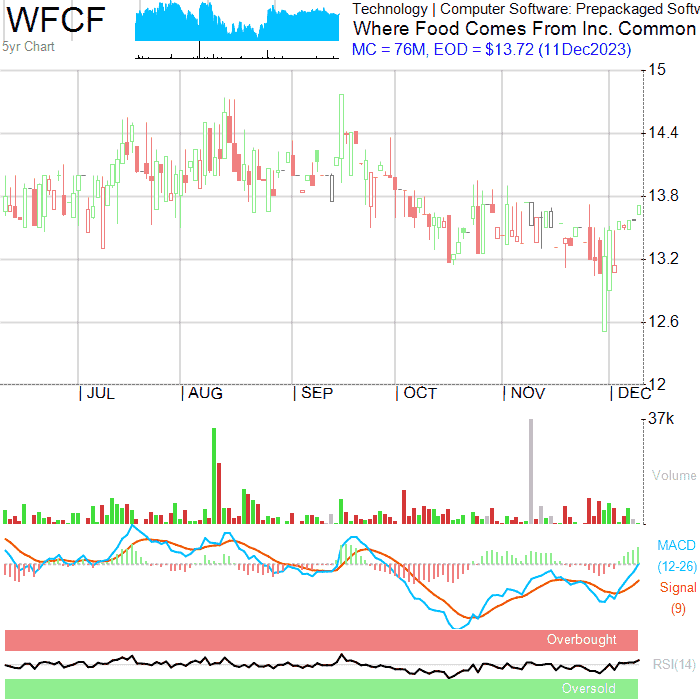 WFCF
5yr Chart
Technology | Computer Software: Prepackaged Softw
Where Food Comes From Inc. Common
MC = 76M, EOD = $13.72 (11Dec2023)
15
14.4
13.8
13.2
12.6
12
| JUL | AUG | SEP | OCT | NOV | DEC
37k
Volume
MACD
(12-26)
Signal
(9)
Overbought
RSI(14)
Oversold